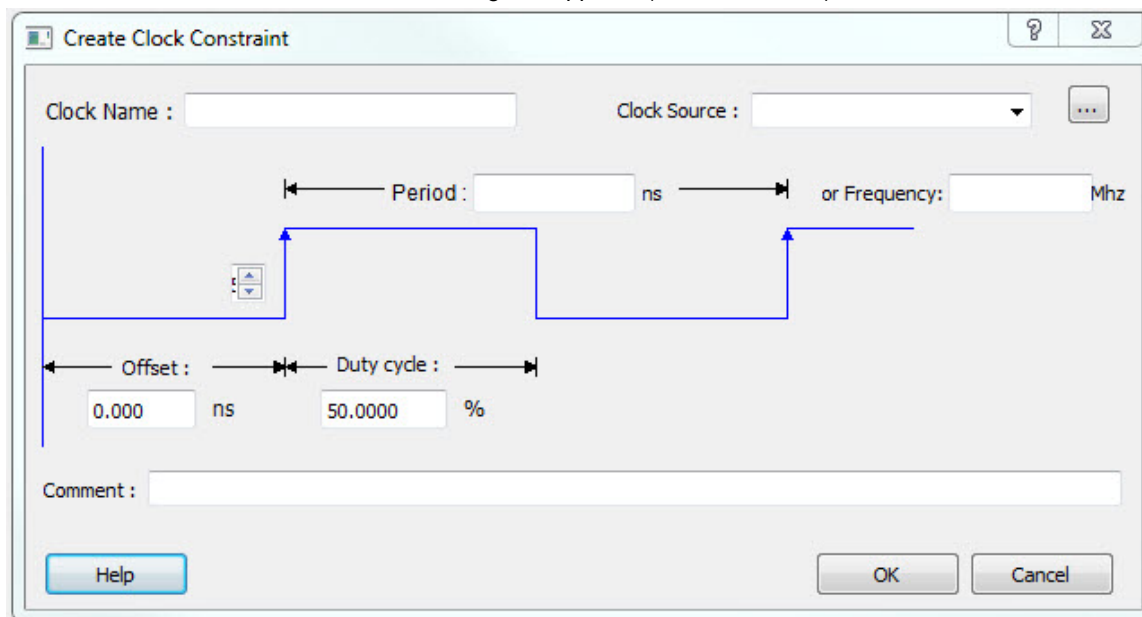 Create Clock Constraint
Clock Name :
Clock Source :
...
Period :
ns
or Frequency:
Mhz
Offset :
Duty cycle :
0.000
ns
50.0000
%
Comment :
Help
OK
Cancel